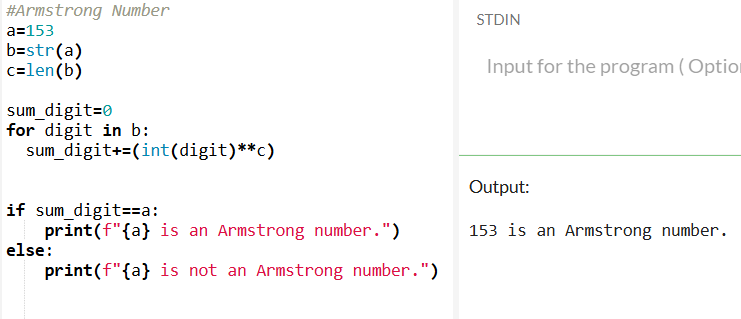 #Armstrong Number
a=153
b=str(a)
c=len(b)
sum_digit=0
for digit in b:
  sum_digit+=(int(digit)**c)
if sum_digit==a:
    print(f"{a} is an Armstrong number.")
else:
    print(f"{a} is not an Armstrong number.")
STDIN
Input for the program ( Optio
Output:
153 is an Armstrong number.